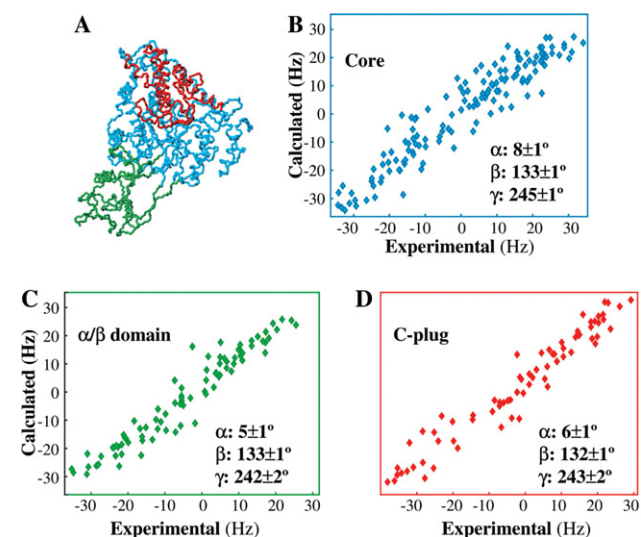 A
B
Core
Calculated (Hz)
30
20
10
0
-10
-20
-30
α: 8±1º
β: 133±1º
γ: 245±1º
-30 -20 -10 0 10 20 30
Experimental (Hz)
C
α/β domain
Calculated (Hz)
30
20
10
0
-10
-20
-30
α: 5±1º
β: 133±1º
γ: 242±2º
-30 -20 -10 0 10 20 30
Experimental (Hz)
D
C-plug
α: 6±1º
β: 132±1º
γ: 243±2º
-30 -20 -10 0 10 20 30
Experimental (Hz)